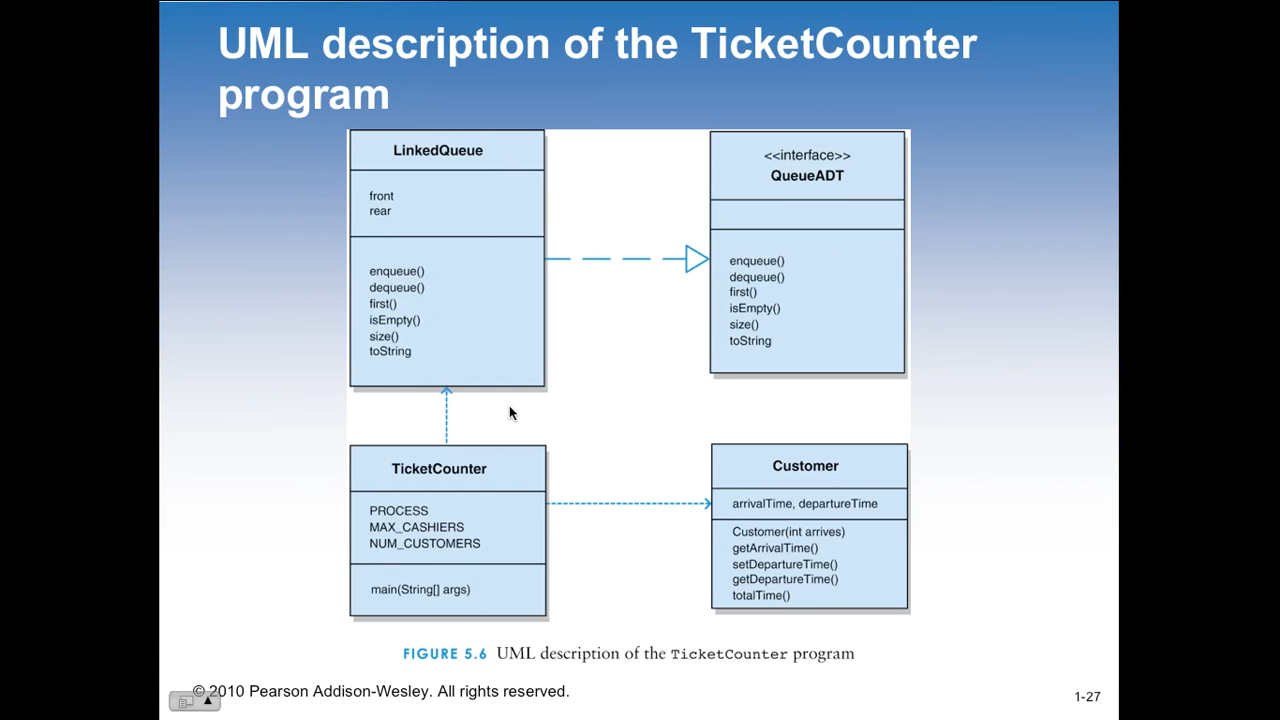 UML description of the TicketCounter
program
LinkedQueue
front
rear
enqueue()
dequeue()
first()
isEmpty()
size()
toString
<<interface>>
QueueADT
enqueue()
dequeue()
first()
isEmpty()
size()
toString
TicketCounter
PROCESS
MAX_CASHIERS
NUM_CUSTOMERS
main(String[] args)
Customer
arrivalTime, departureTime
Customer(int arrives)
getArrivalTime()
setDepartureTime()
getDepartureTime()
totalTime()
FIGURE 5.6 UML description of the TicketCounter program
© 2010 Pearson Addison-Wesley. All rights reserved.
1-27